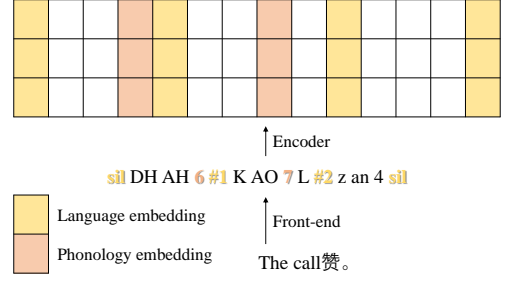 Encoder
sil DH AH 6 #1 K AO 7 L #2 z an 4 sil
Language embedding
Front-end
Phonology embedding
The call赞。